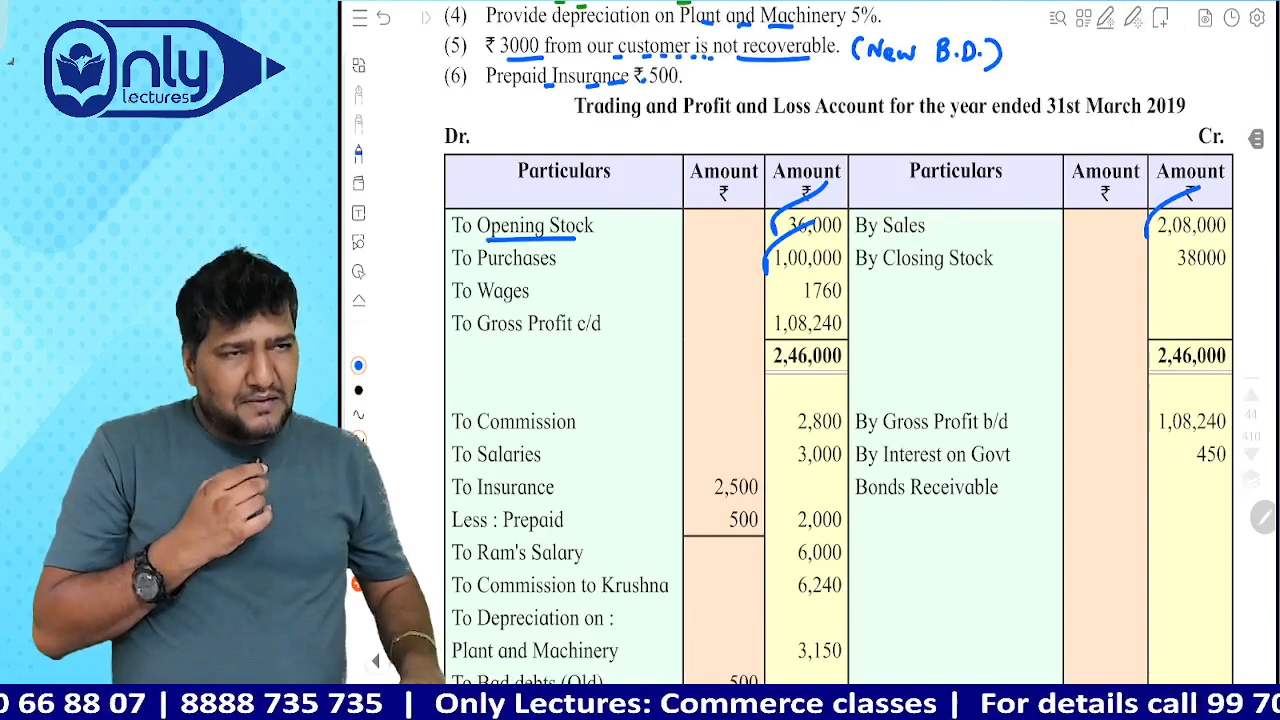 Only
lectures
(4) Provide depreciation on Plant and Machinery 5%.
(5) ₹ 3000 from our customer is not recoverable. (New B.D.)
(6) Prepaid Insurance ₹ 500.
Trading and Profit and Loss Account for the year ended 31st March 2019
Dr. Cr.
Particulars Amount ₹ Amount ₹ Particulars Amount ₹ Amount ₹
To Opening Stock 36,000 By Sales 2,08,000
To Purchases 1,00,000 By Closing Stock 38000
To Wages 1760
To Gross Profit c/d 1,08,240
2,46,000 2,46,000
To Commission 2,800 By Gross Profit b/d 1,08,240
To Salaries 3,000 By Interest on Govt 450
To Insurance 2,500 Bonds Receivable
Less : Prepaid 500 2,000
To Ram's Salary 6,000
To Commission to Krushna 6,240
To Depreciation on :
Plant and Machinery 3,150
To Bad debts (Old) 500
44
410
0 66 88 07 | 8888 735 735 | Only Lectures: Commerce classes | For details call 99 70